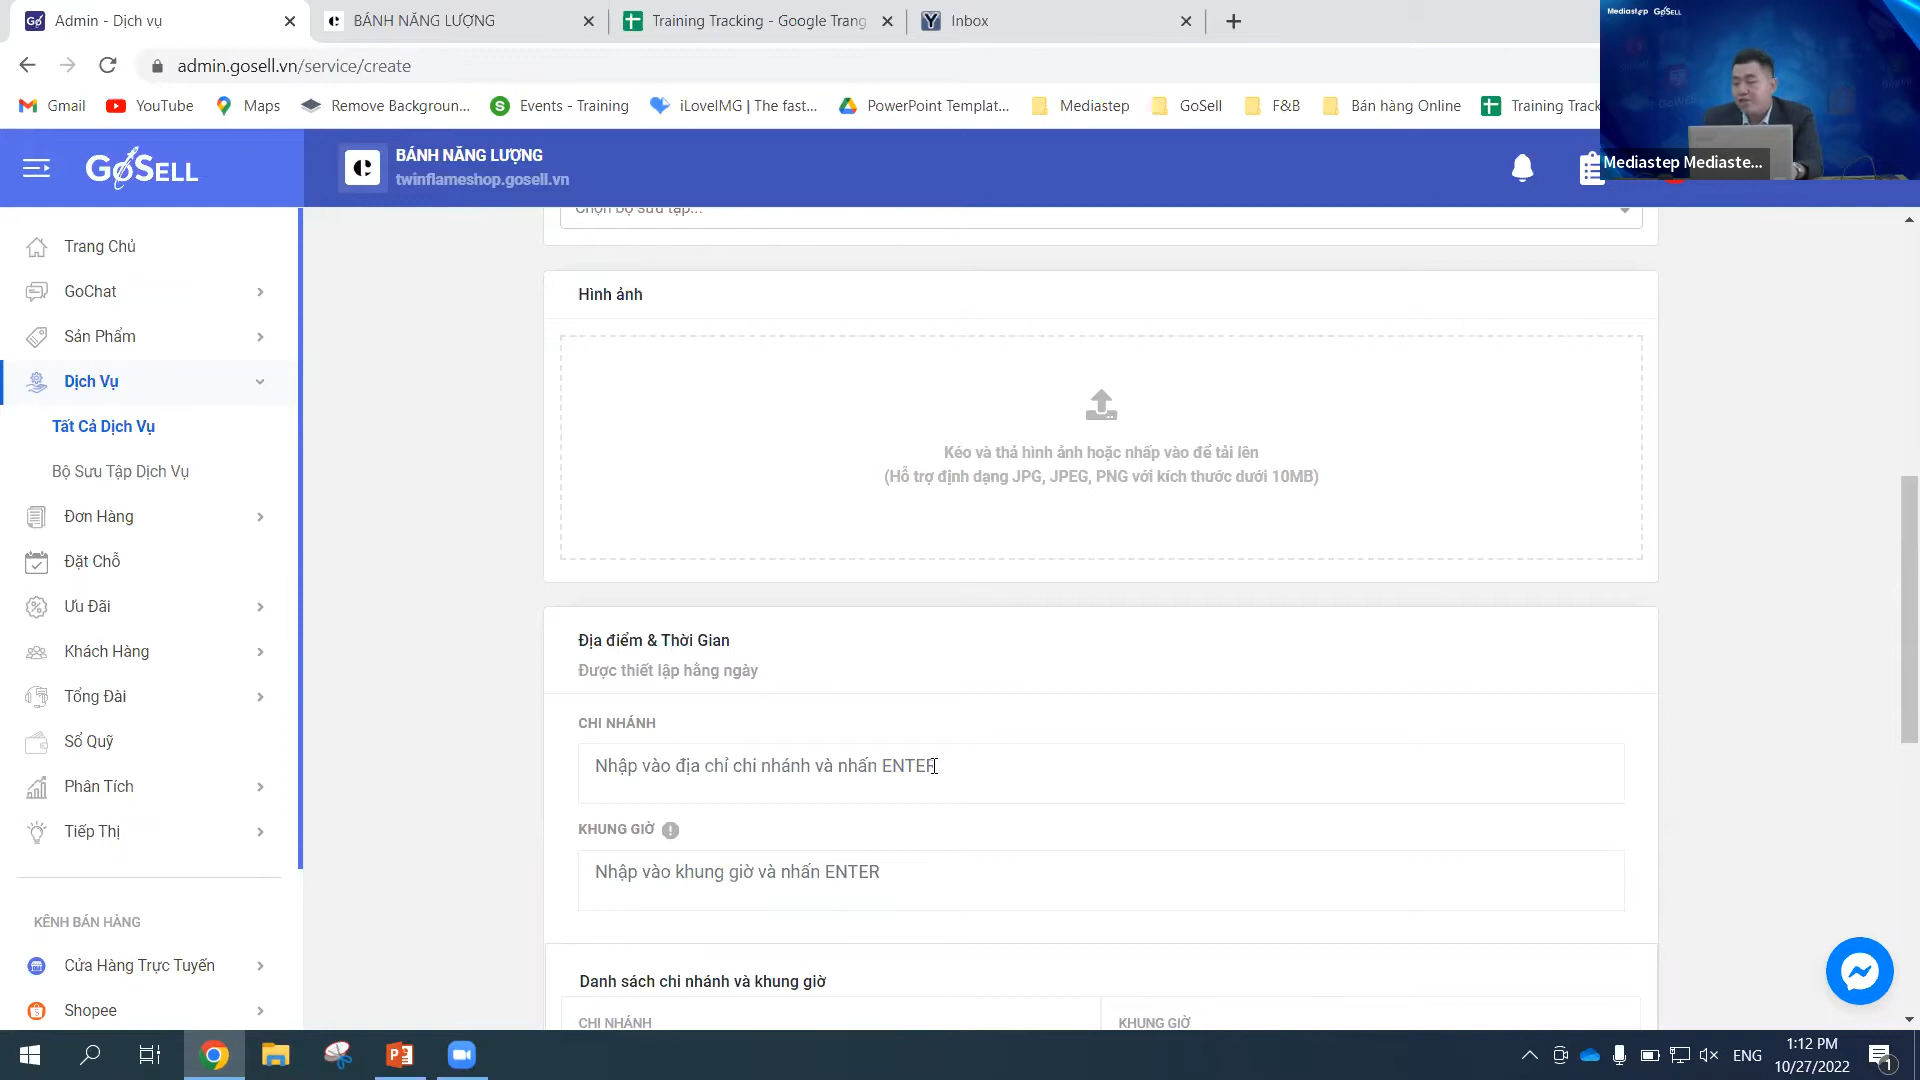 Admin - Dịch vụ
BÁNH NĂNG LƯỢNG
Training Tracking - Google Trang
Inbox
admin.gosell.vn/service/create
Gmail
YouTube
Maps
Remove Backgroun...
Events - Training
iLoveIMG | The fast...
PowerPoint Templat...
Mediastep
GoSell
F&B
Bán hàng Online
Training Track
Mediastep GoSELL
Mediastep Mediaste...
GoSELL
BÁNH NĂNG LƯỢNG
twinflameshop.gosell.vn
Trang Chủ
GoChat
Sản Phẩm
Dịch Vụ
Tất Cả Dịch Vụ
Bộ Sưu Tập Dịch Vụ
Đơn Hàng
Đặt Chỗ
Ưu Đãi
Khách Hàng
Tổng Đài
Sổ Quỹ
Phân Tích
Tiếp Thị
KÊNH BÁN HÀNG
Cửa Hàng Trực Tuyến
Shopee
Chọn bộ sưu tập...
Hình ảnh
Kéo và thả hình ảnh hoặc nhấp vào để tải lên
(Hỗ trợ định dạng JPG, JPEG, PNG với kích thước dưới 10MB)
Địa điểm & Thời Gian
Được thiết lập hằng ngày
CHI NHÁNH
Nhập vào địa chỉ chi nhánh và nhấn ENTER
KHUNG GIỜ
Nhập vào khung giờ và nhấn ENTER
Danh sách chi nhánh và khung giờ
CHI NHÁNH
KHUNG GIỜ
ENG
1:12 PM
10/27/2022
1